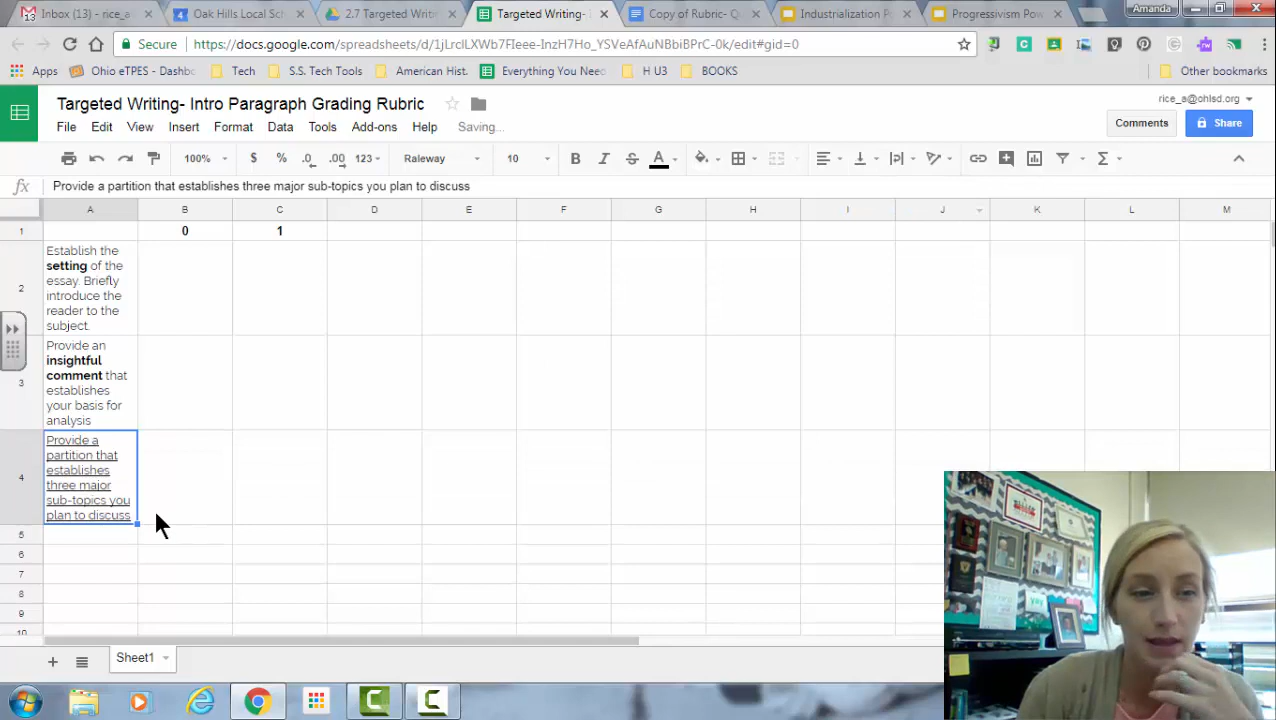 Inbox (13) - rice_a
Oak Hills Local Sch
2.7 Targeted Writ
Targeted Writing-
Copy of Rubric- Q
Industrialization P
Progressivism Pow
Amanda
Secure
https://docs.google.com/spreadsheets/d/1jLrclLXWb7FIeee-InzH7Ho_YSVeAfAuNBbiBPrC-0k/edit#gid=0
Apps
Ohio eTPES - Dashbo
Tech
S.S. Tech Tools
American Hist.
Everything You Need
H U3
BOOKS
Other bookmarks
Targeted Writing- Intro Paragraph Grading Rubric
rice_a@ohlsd.org
File Edit View Insert Format Data Tools Add-ons Help Saving...
Comments
Share
100% $ % .0 .00 123 Raleway 10 B I S A
fx Provide a partition that establishes three major sub-topics you plan to discuss
A B C D E F G H I J K L M
1 0 1
2
Establish the
setting of the
essay. Briefly
introduce the
reader to the
subject.
3
Provide an
insightful
comment that
establishes
your basis for
analysis
4
Provide a
partition that
establishes
three major
sub-topics you
plan to discuss
5
6
7
8
9
10
Sheet1